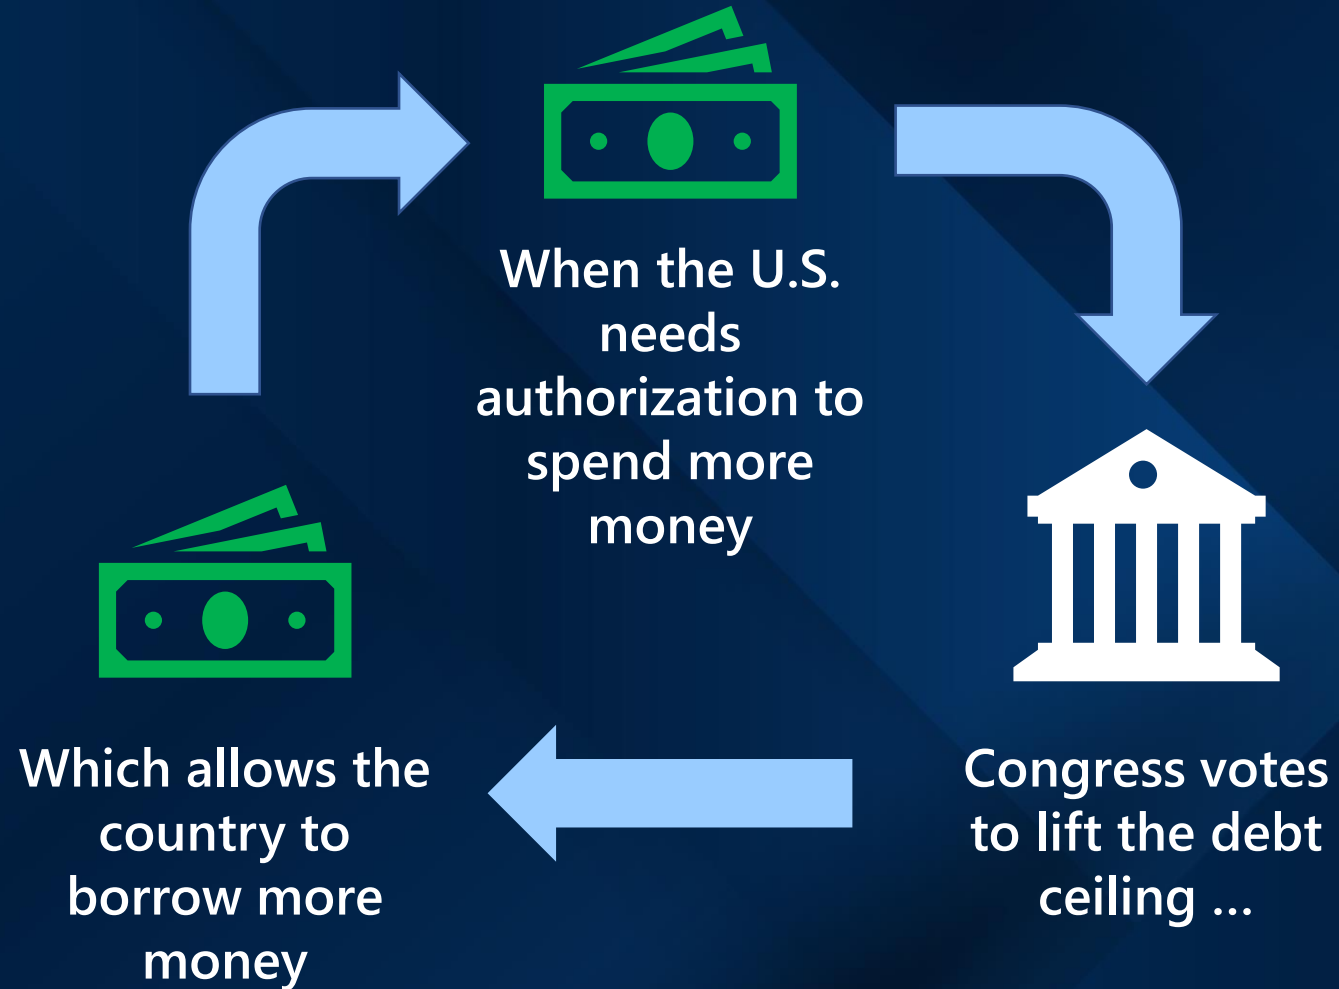 When the U.S.
needs
authorization to
spend more
money
Congress votes
to lift the debt
ceiling ...
Which allows the
country to
borrow more
money